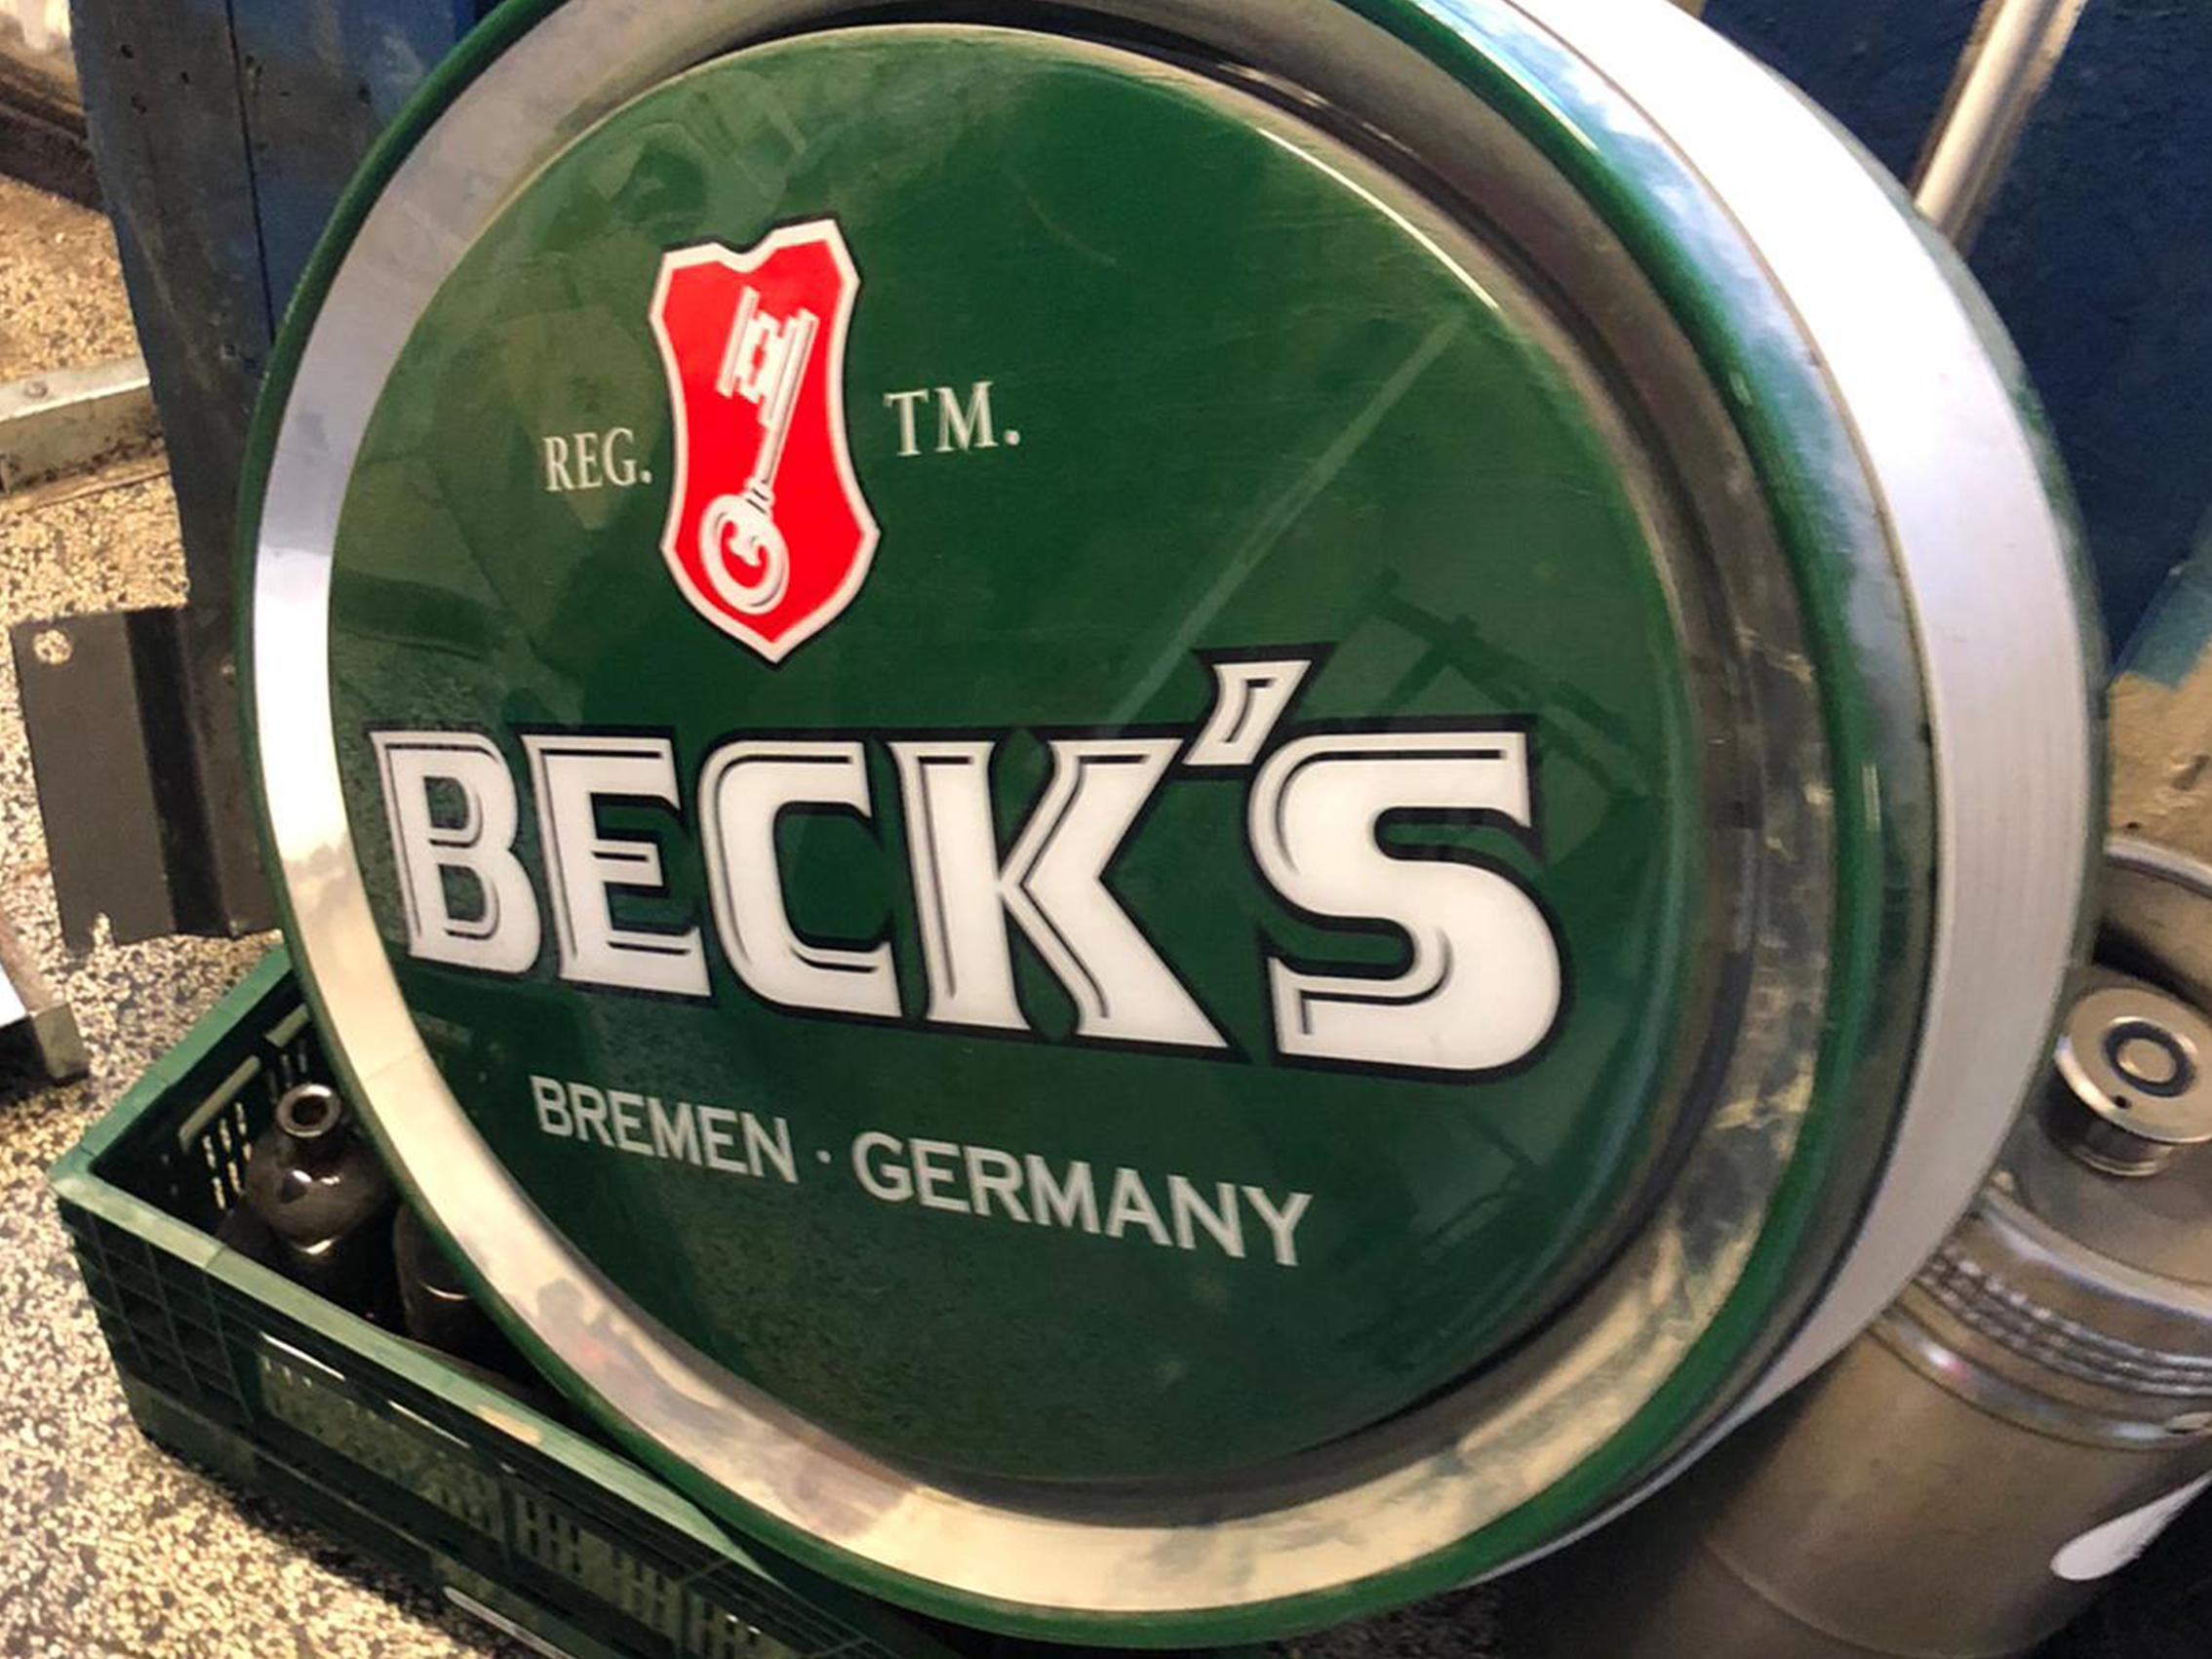 REG. TM.
BECK'S
BREMEN · GERMANY